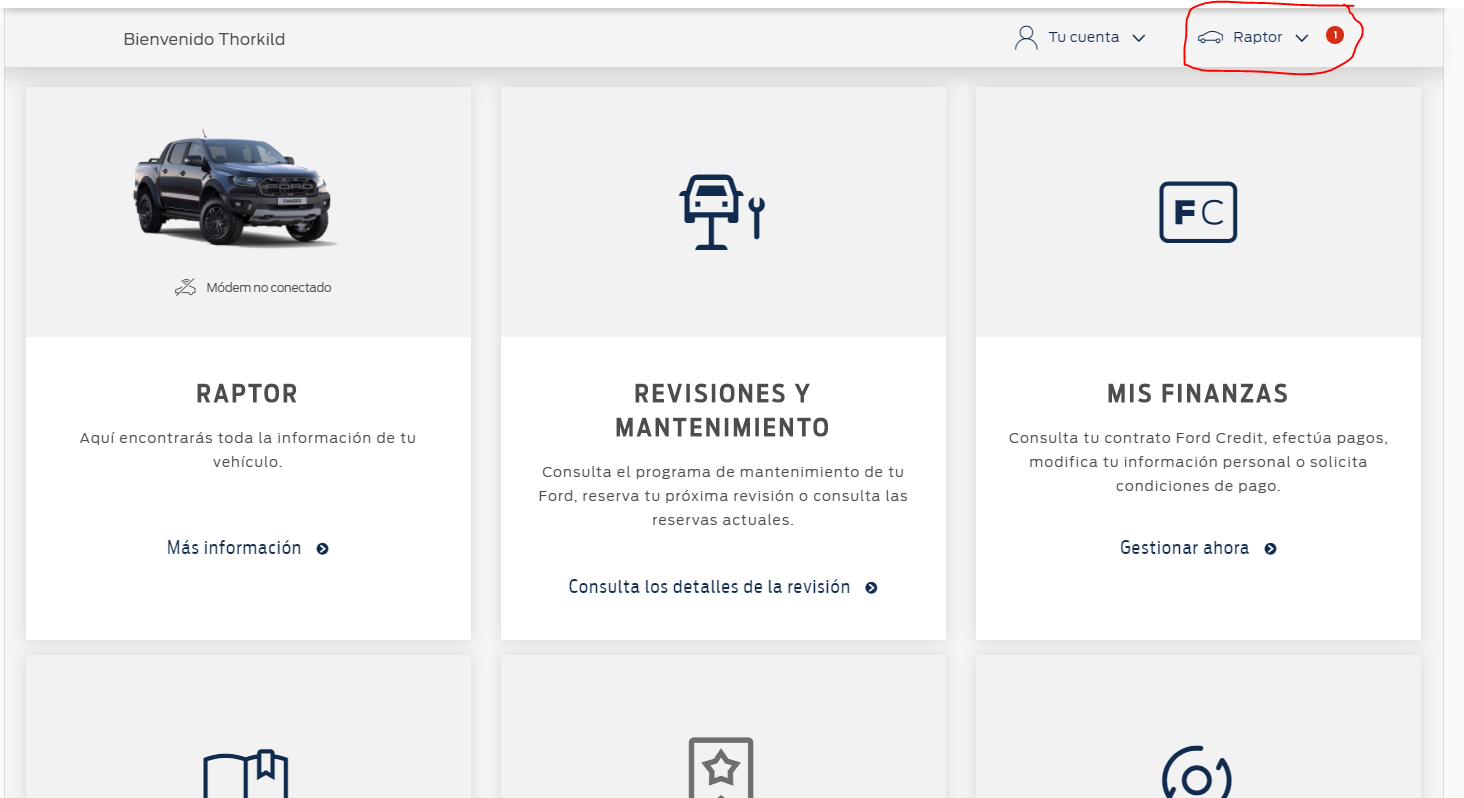 Bienvenido Thorkild
Tu cuenta
Raptor
1
FORD
RANGER
Módem no conectado
RAPTOR
Aquí encontrarás toda la información de tu
vehículo.
Más información
REVISIONES Y
MANTENIMIENTO
Consulta el programa de mantenimiento de tu
Ford, reserva tu próxima revisión o consulta las
reservas actuales.
Consulta los detalles de la revisión
FC
MIS FINANZAS
Consulta tu contrato Ford Credit, efectúa pagos,
modifica tu información personal o solicita
condiciones de pago.
Gestionar ahora